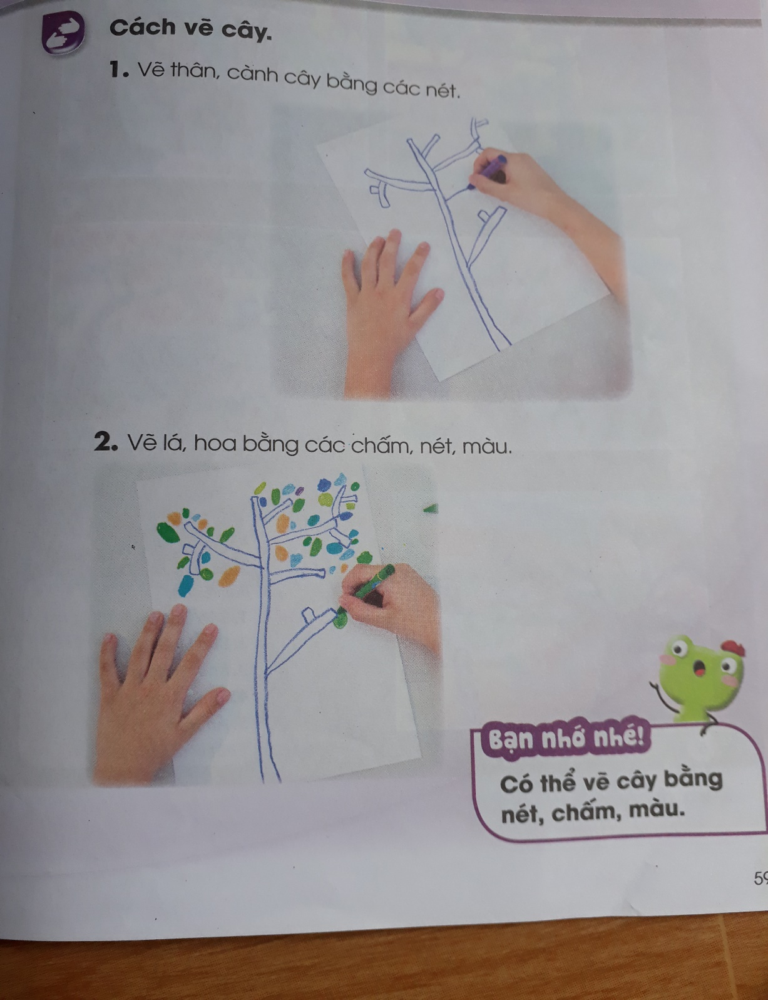 Cách vẽ cây.
1. Vẽ thân, cành cây bằng các nét.
2. Vẽ lá, hoa bằng các chấm, nét, màu.
Bạn nhớ nhé!
Có thể vẽ cây bằng
nét, chấm, màu.
59